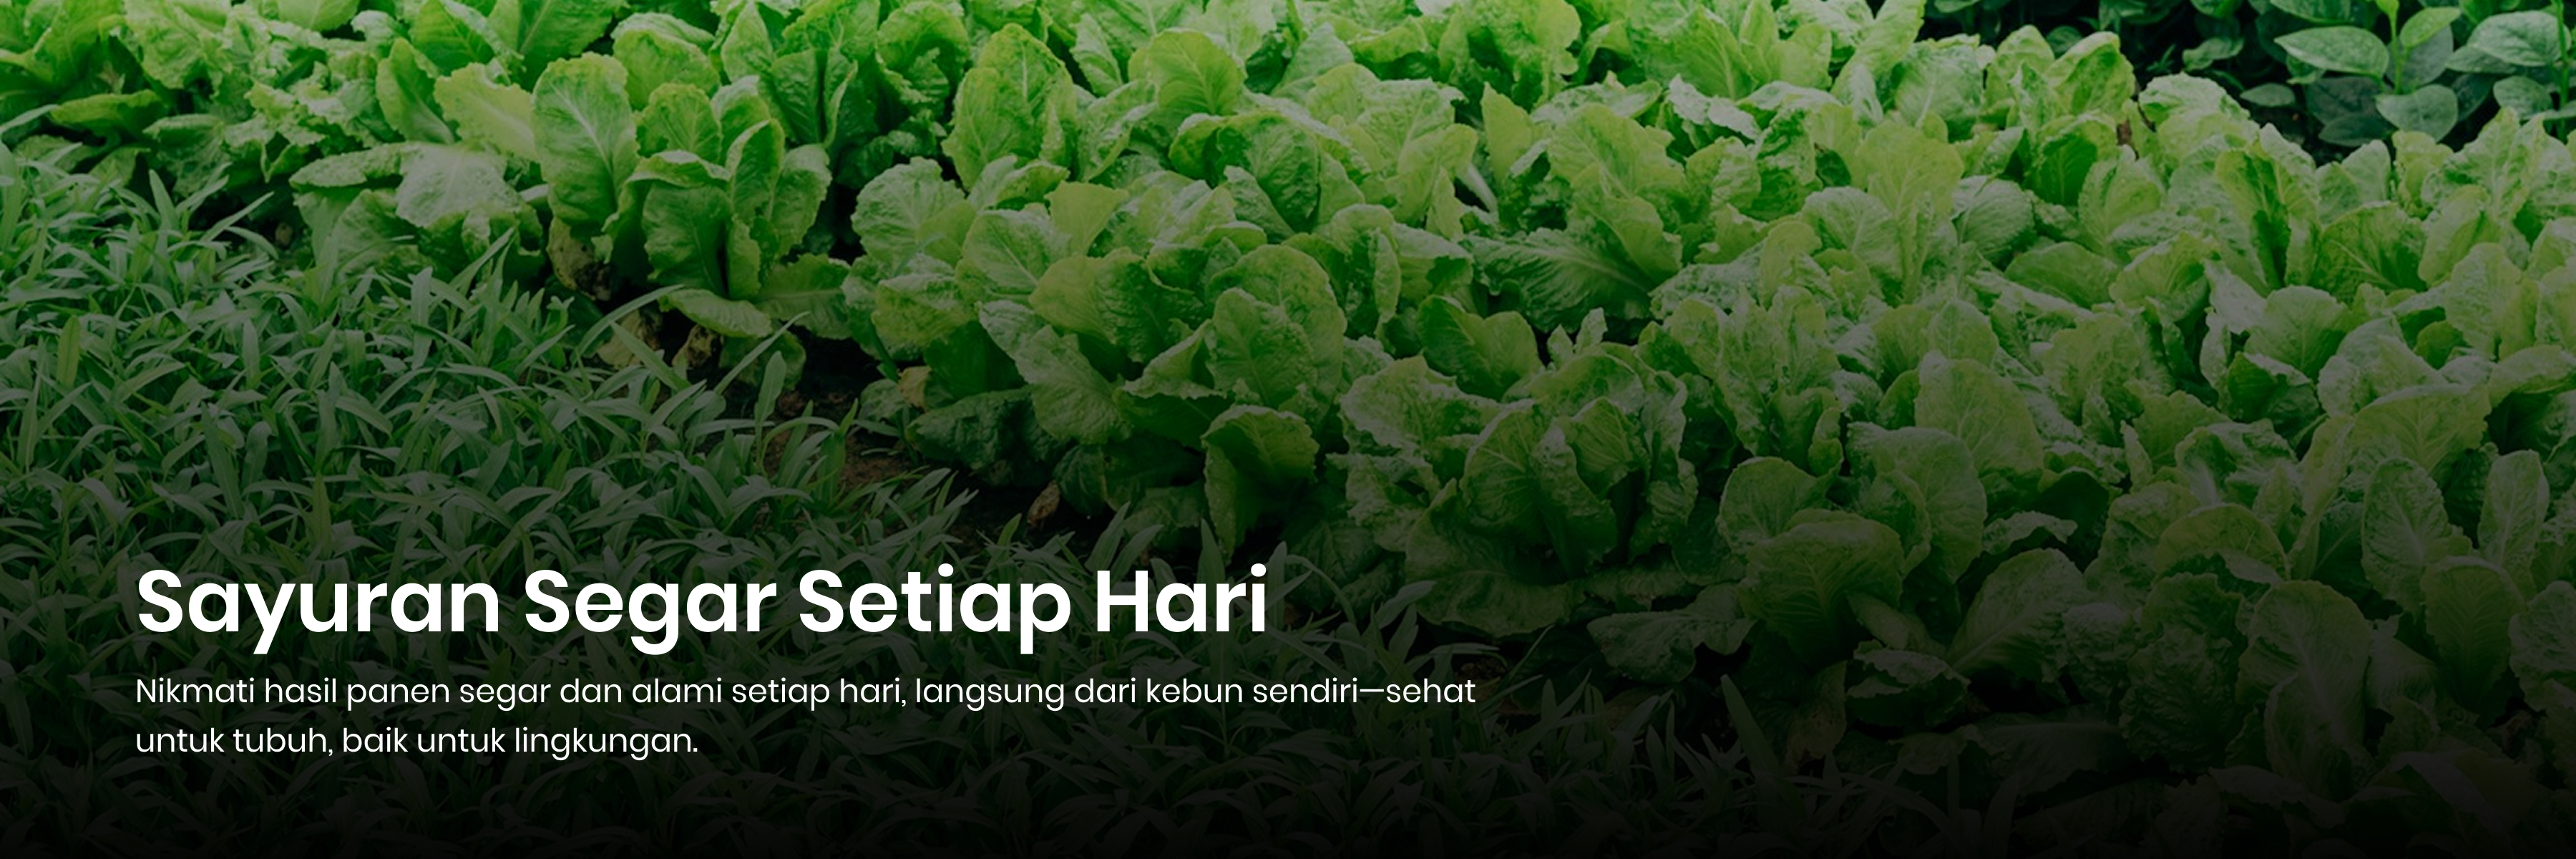 Sayuran Segar Setiap Hari
Nikmati hasil panen segar dan alami setiap hari, langsung dari kebun sendiri—sehat
untuk tubuh, baik untuk lingkungan.